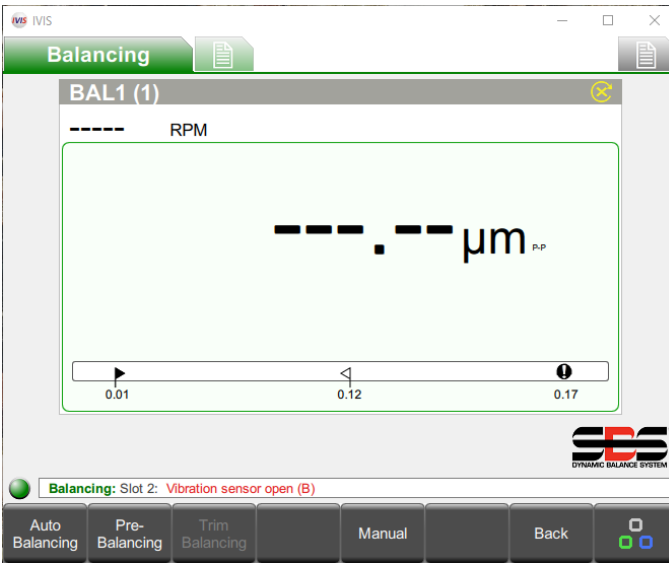 IVIS IVIS
Balancing
BAL1 (1)
----- RPM
---.-- µm P-P
0.01 0.12 0.17
SBS
DYNAMIC BALANCE SYSTEM
Balancing: Slot 2: Vibration sensor open (B)
Auto Balancing
Pre-Balancing
Trim Balancing
Manual
Back